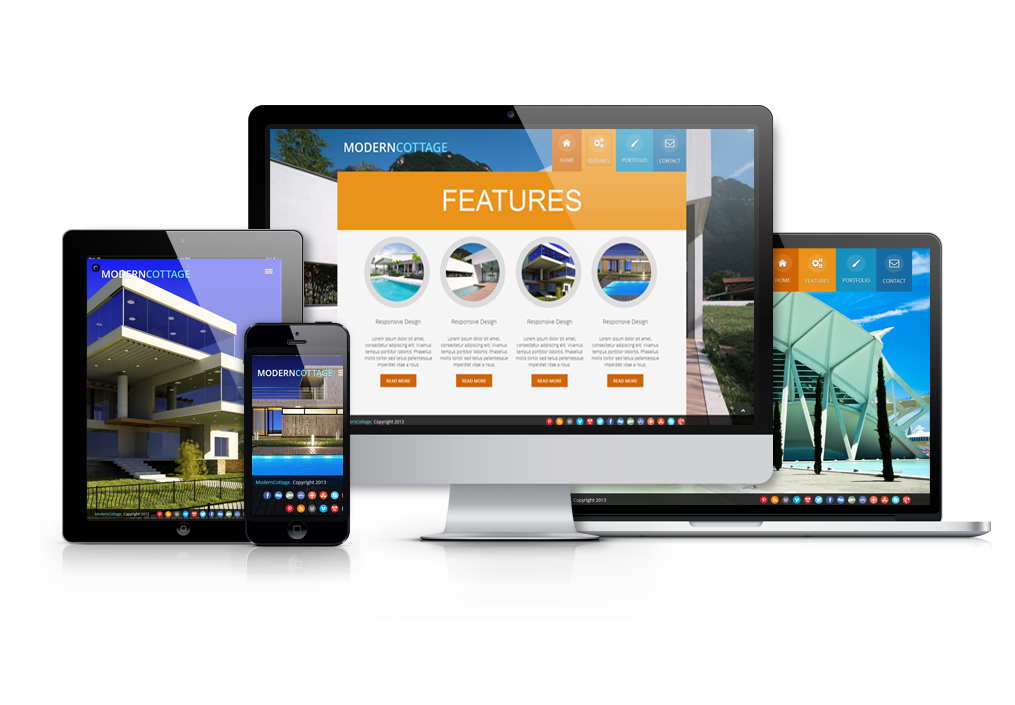 MODERNCOTTAGE
HOME
FEATURES
PORTFOLIO
CONTACT
FEATURES
Responsive Design
Lorem ipsum dolor sit amet,
consectetur adipiscing elit. Vivamus
tempus porttitor lobortis. Phasellus
mollis tortor sed tellus pellentesque
imperdiet vitae a risus.
READ MORE
Responsive Design
Lorem ipsum dolor sit amet,
consectetur adipiscing elit. Vivamus
tempus porttitor lobortis. Phasellus
mollis tortor sed tellus pellentesque
imperdiet vitae a risus.
READ MORE
Responsive Design
Lorem ipsum dolor sit amet,
consectetur adipiscing elit. Vivamus
tempus porttitor lobortis. Phasellus
mollis tortor sed tellus pellentesque
imperdiet vitae a risus.
READ MORE
Responsive Design
Lorem ipsum dolor sit amet,
consectetur adipiscing elit. Vivamus
tempus porttitor lobortis. Phasellus
mollis tortor sed tellus pellentesque
imperdiet vitae a risus.
READ MORE
Cottage, Copyright 2013
MODERNCOTTAGE
ModernCottage, Copyright 2013
MODERNCOTTAGE
ModernCottage, Copyright 2013
HOME
FEATURES
PORTFOLIO
CONTACT
Copyright 2013